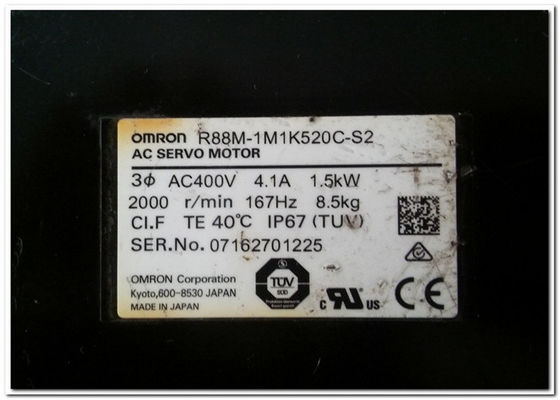 OMRON R88M-1M1K520C-S2
AC SERVO MOTOR
3ϕ AC400V 4.1A 1.5kW
2000 r/min 167Hz 8.5kg
CI.F TE 40℃ IP67 (TUV)
SER.No. 07162701225
OMRON Corporation
Kyoto,600-8530 JAPAN
MADE IN JAPAN
TÜV
SÜD
C UR US
CE